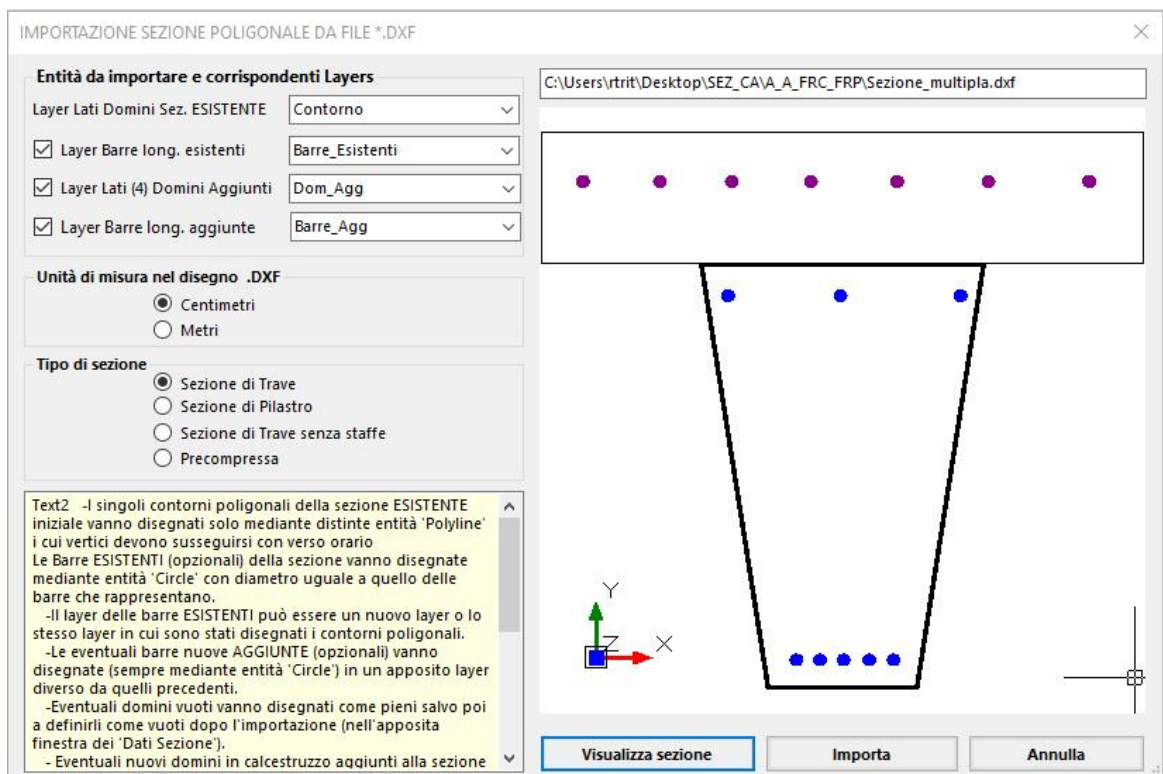 IMPORTAZIONE SEZIONE POLIGONALE DA FILE *.DXF
Entità da importare e corrispondenti Layers
Layer Lati Domini Sez. ESISTENTE
Contorno
Layer Barre long. esistenti
Barre_Esistenti
Layer Lati (4) Domini Aggiunti
Dom_Agg
Layer Barre long. aggiunte
Barre_Agg
Unità di misura nel disegno .DXF
Centimetri
Metri
Tipo di sezione
Sezione di Trave
Sezione di Pilastro
Sezione di Trave senza staffe
Precompressa
Text2 -I singoli contorni poligonali della sezione ESISTENTE
iniziale vanno disegnati solo mediante distinte entità 'Polyline'
i cui vertici devono susseguirsi con verso orario
Le Barre ESISTENTI (opzionali) della sezione vanno disegnate
mediante entità 'Circle' con diametro uguale a quello delle
barre che rappresentano.
-Il layer delle barre ESISTENTI può essere un nuovo layer o lo
stesso layer in cui sono stati disegnati i contorni poligonali.
-Le eventuali barre nuove AGGIUNTE (opzionali) vanno
disegnate (sempre mediante entità 'Circle') in un apposito layer
diverso da quelli precedenti.
-Eventuali domini vuoti vanno disegnati come pieni salvo poi
a definirli come vuoti dopo l'importazione (nell'apposita
finestra dei 'Dati Sezione').
- Eventuali nuovi domini in calcestruzzo aggiunti alla sezione
C:\Users\rtrit\Desktop\SEZ_CA\A_A_FRC_FRP\Sezione_multipla.dxf
Y
Z
X
Visualizza sezione
Importa
Annulla